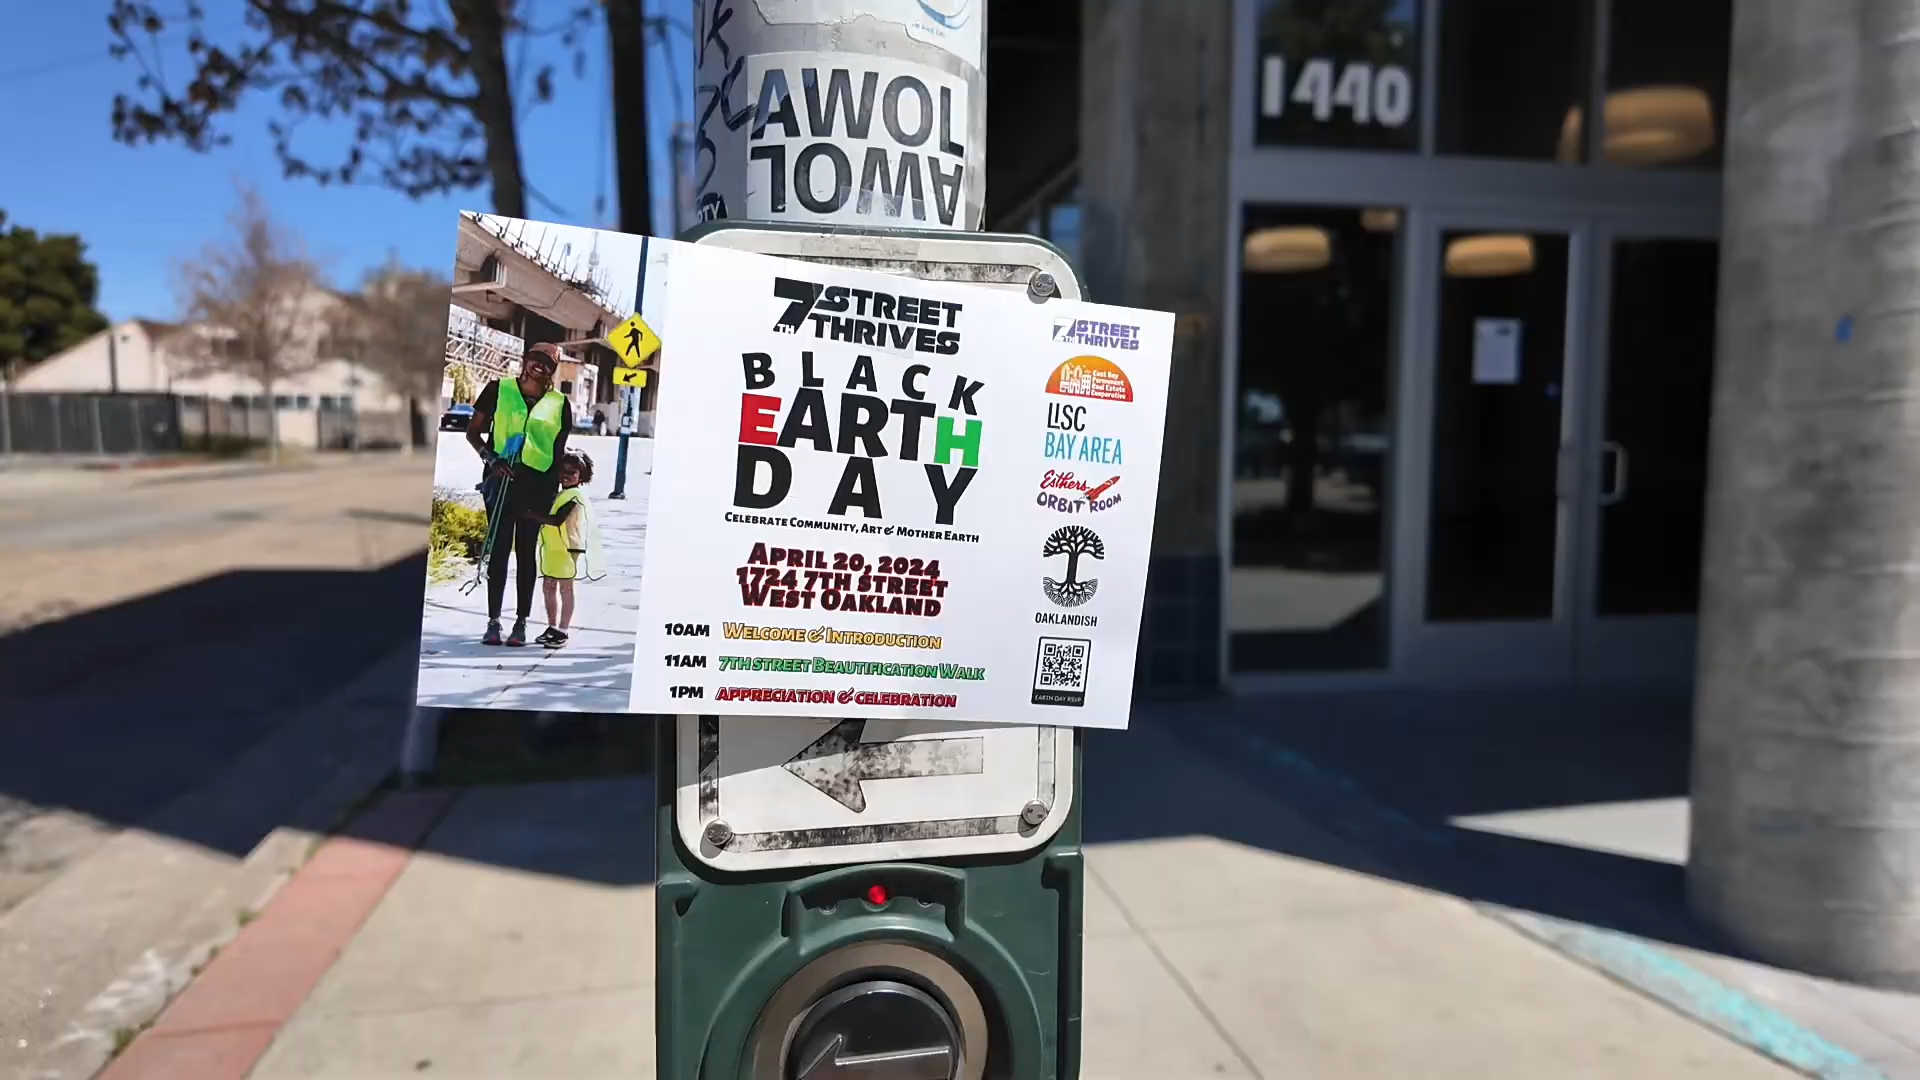 AWOL
AWOL
1440
7TH STREET
THRIVES
BLACK
EARTH
DAY
CELEBRATE COMMUNITY, ART & MOTHER EARTH
APRIL 20, 2024
1724 7TH STREET
WEST OAKLAND
10AM WELCOME & INTRODUCTION
11AM 7TH STREET BEAUTIFICATION WALK
1PM APPRECIATION & CELEBRATION
7TH STREET
THRIVES
East Bay
Permanent
Real Estate
Cooperative
LISC
BAY AREA
Esther's
ORBIT ROOM
OAKLANDISH
EARTH DAY RSVP